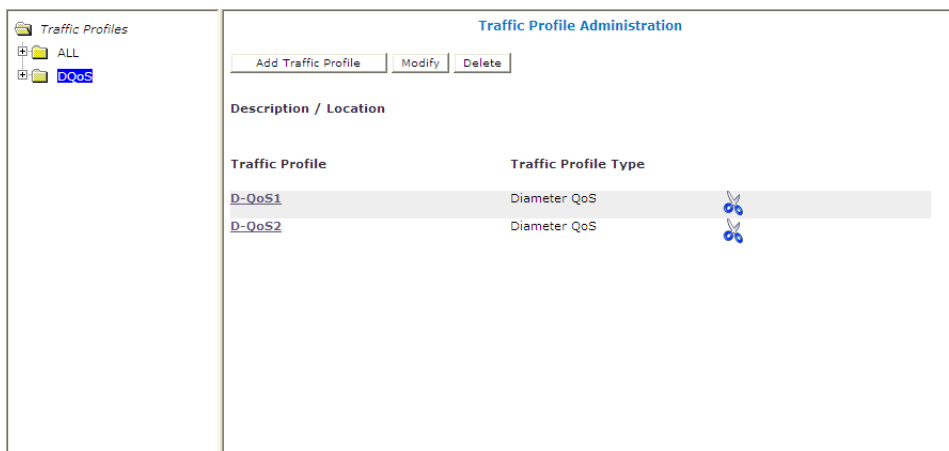 Traffic Profiles
ALL
DQoS
Traffic Profile Administration
Add Traffic Profile Modify Delete
Description / Location
Traffic Profile Traffic Profile Type
D-QoS1 Diameter QoS
D-QoS2 Diameter QoS